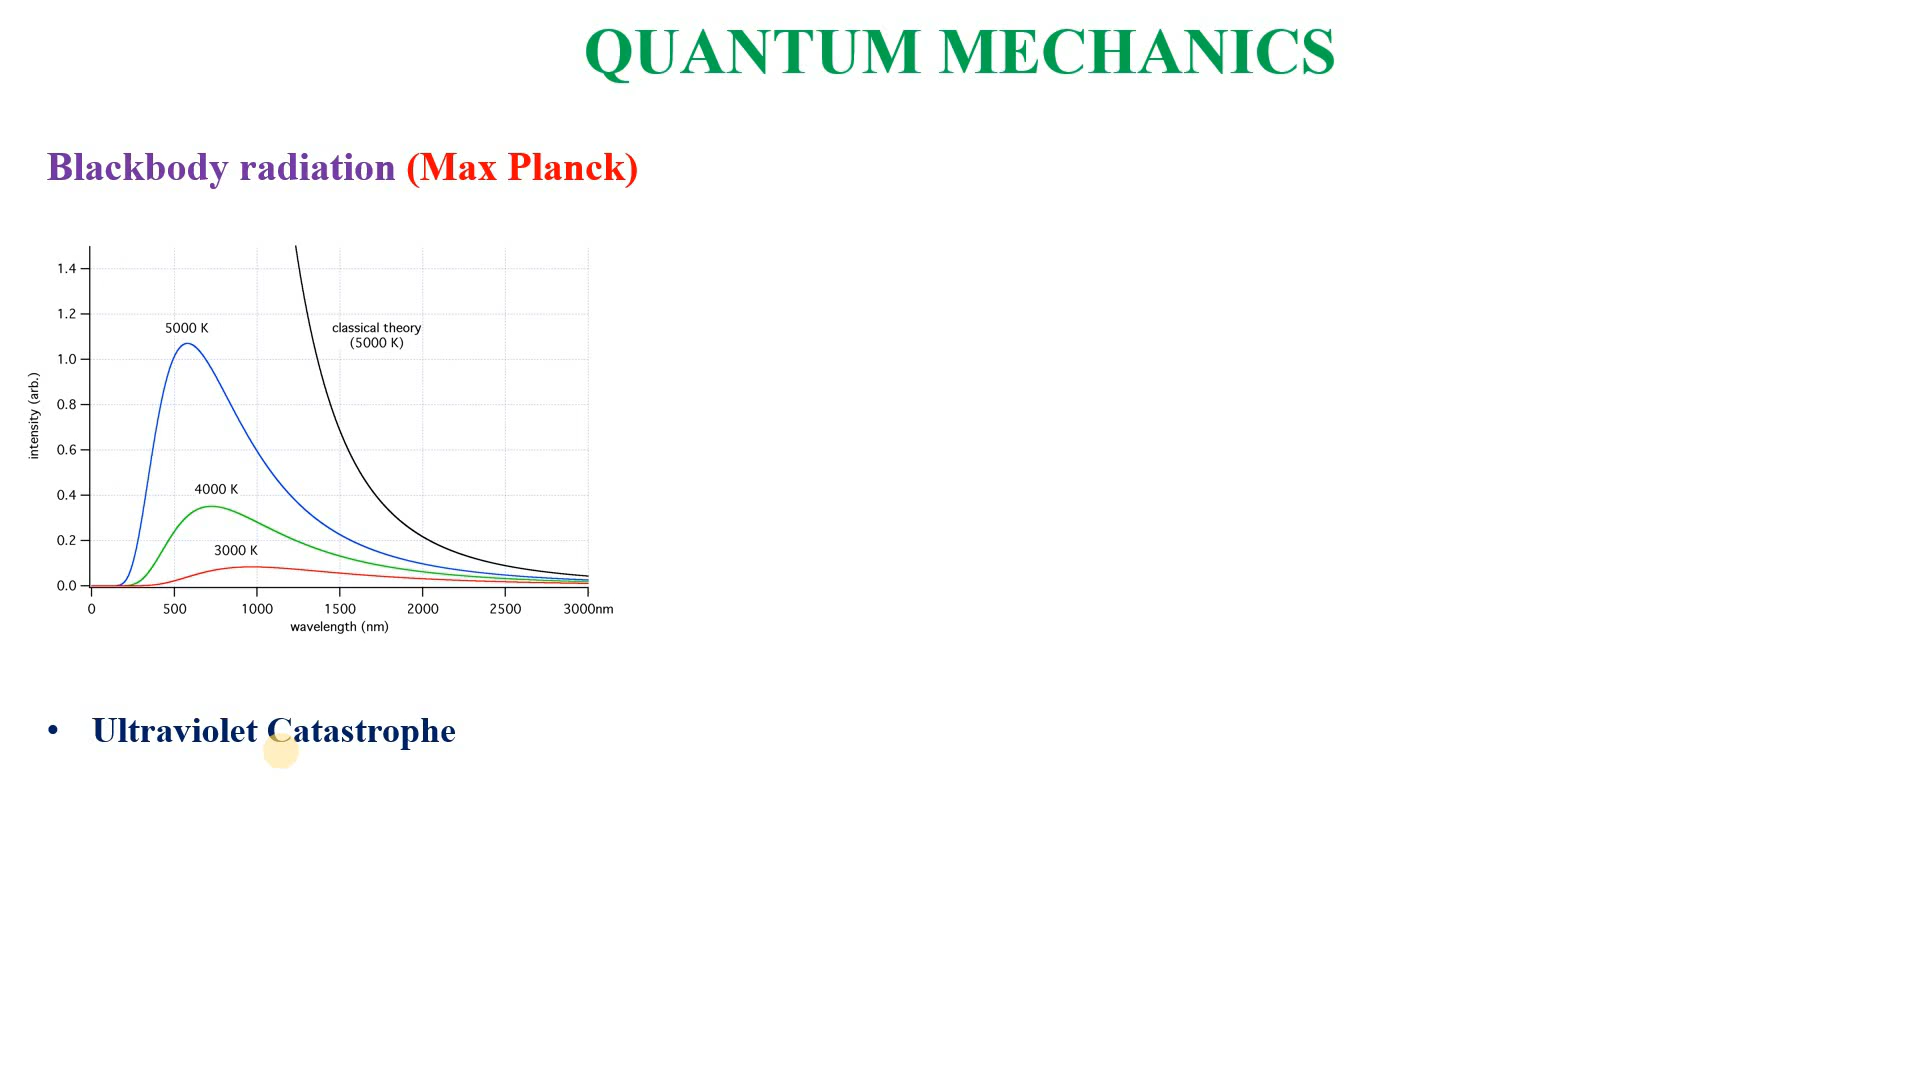 QUANTUM MECHANICS
Blackbody radiation (Max Planck)
1.4
1.2
1.0
0.8
0.6
0.4
0.2
0.0
intensity (arb.)
5000 K
classical theory
(5000 K)
4000 K
3000 K
0 500 1000 1500 2000 2500 3000nm
wavelength (nm)
• Ultraviolet Catastrophe